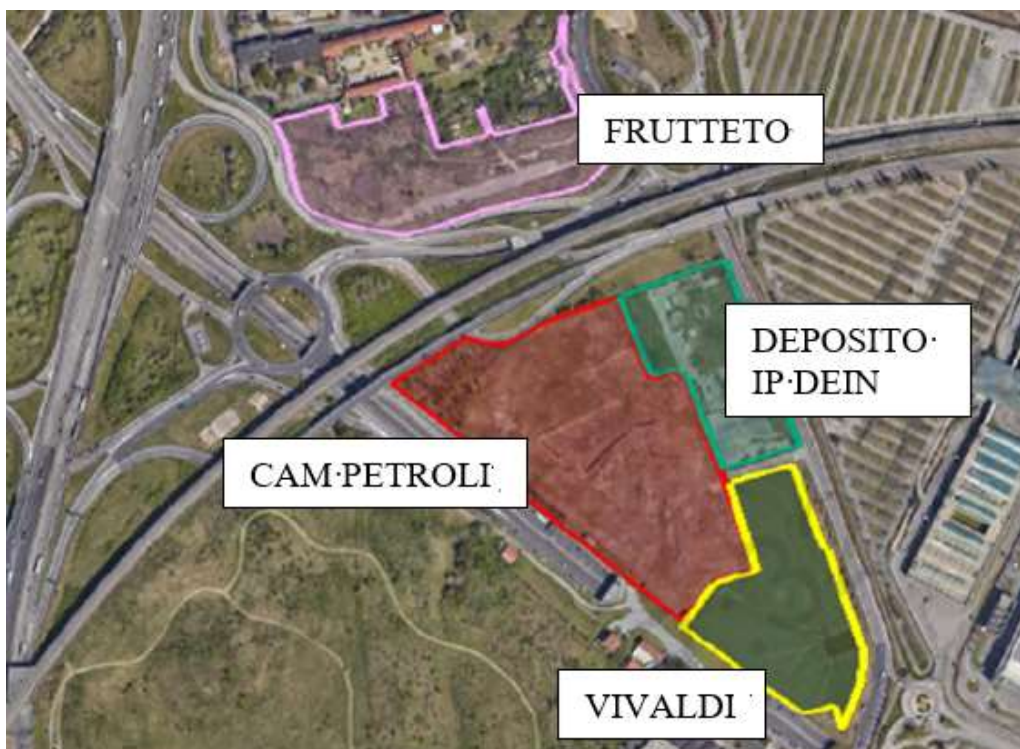 FRUTTETO
DEPOSITO·
IP·DEIN
CAM·PETROLI
VIVALDI